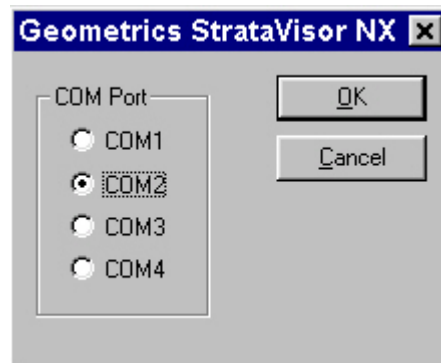 Geometrics StrataVisor NX
COM Port
OK
COM1
Cancel
COM2
COM3
COM4